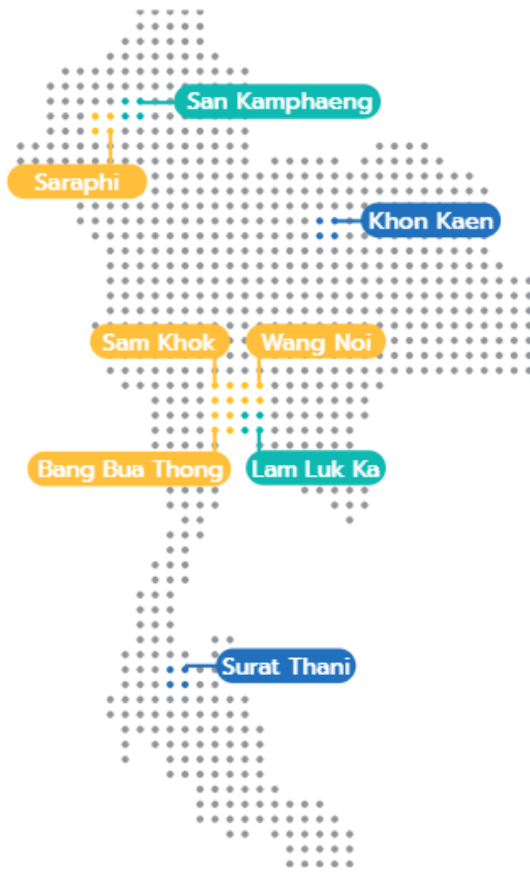 San Kamphaeng
Saraphi
Khon Kaen
Sam Khok
Wang Noi
Bang Bua Thong
Lam Luk Ka
Surat Thani